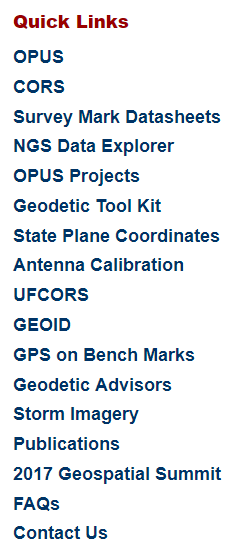 Quick Links
OPUS
CORS
Survey Mark Datasheets
NGS Data Explorer
OPUS Projects
Geodetic Tool Kit
State Plane Coordinates
Antenna Calibration
UFCORS
GEOID
GPS on Bench Marks
Geodetic Advisors
Storm Imagery
Publications
2017 Geospatial Summit
FAQs
Contact Us